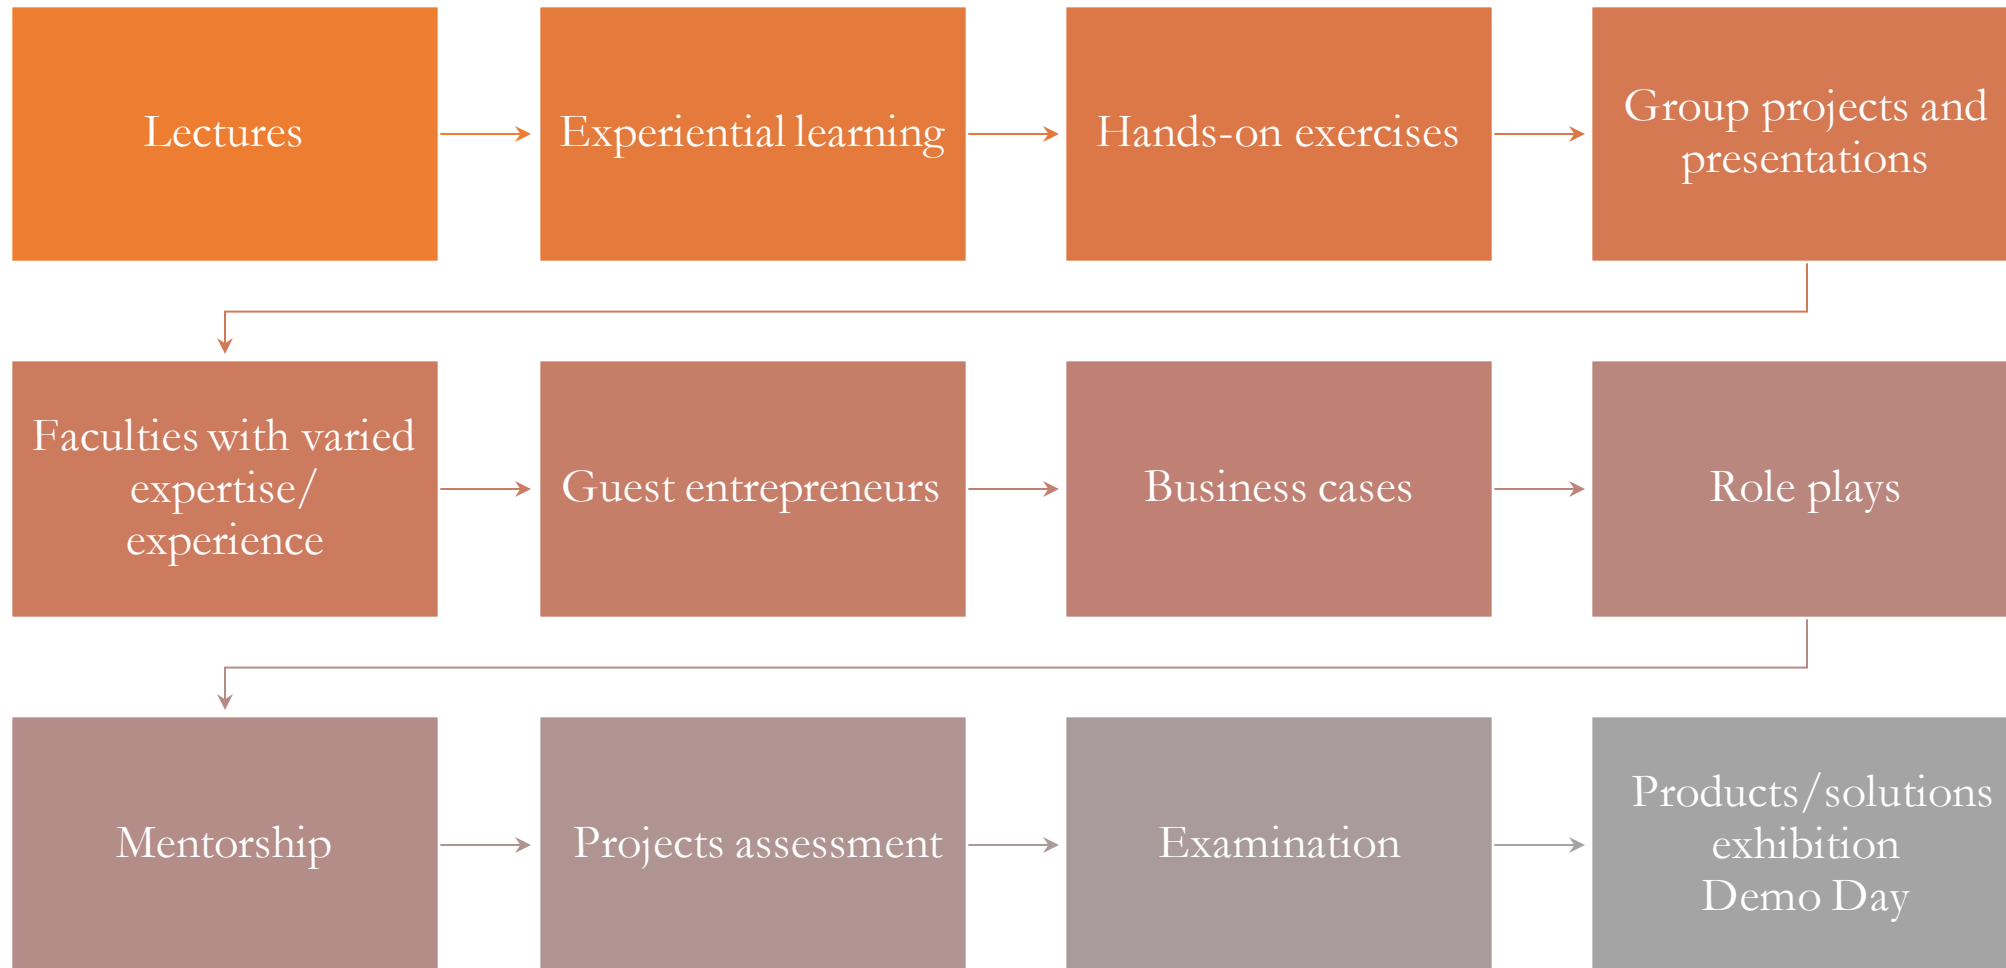 Lectures
Experiential learning
Hands-on exercises
Group projects and
presentations
Faculties with varied
expertise/
experience
Guest entrepreneurs
Business cases
Role plays
Mentorship
Projects assessment
Examination
Products/solutions
exhibition
Demo Day